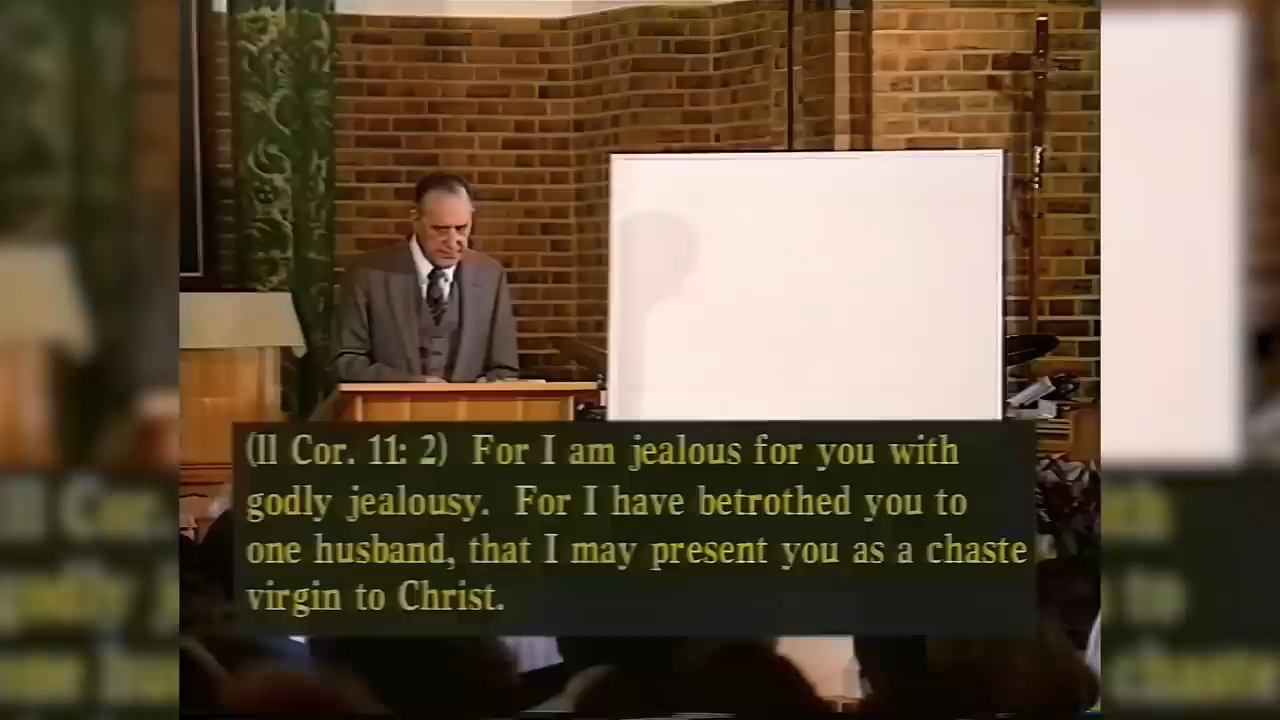 (ll Cor. 11: 2) For I am jealous for you with
godly jealousy. For I have betrothed you to
one husband, that I may present you as a chaste
virgin to Christ.